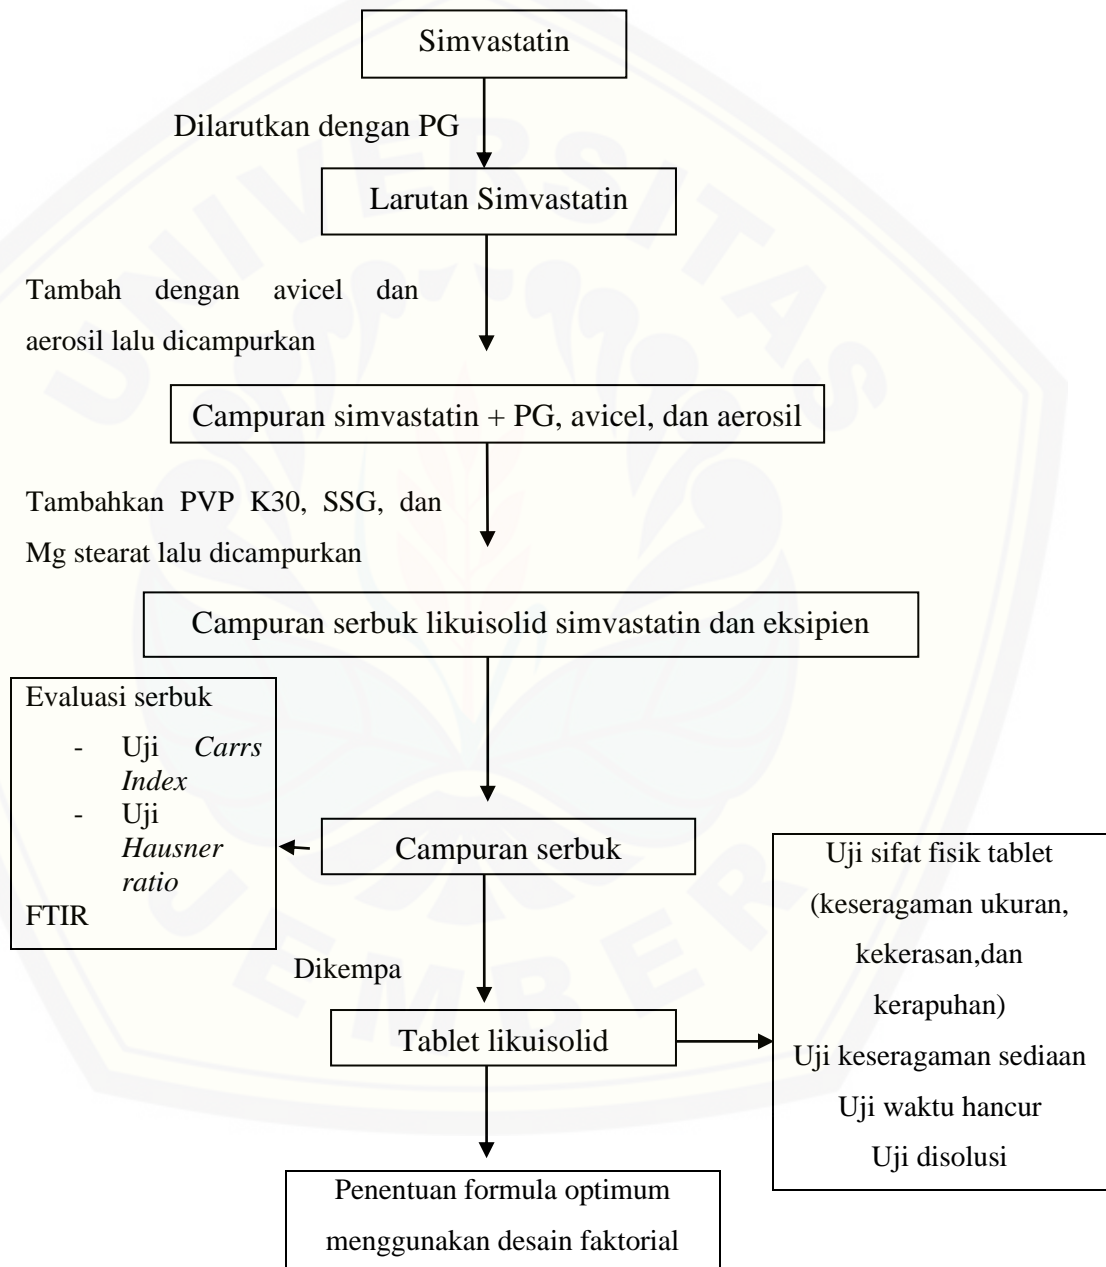 Simvastatin
Dilarutkan dengan PG
Larutan Simvastatin
Tambah dengan avicel dan
aerosil lalu dicampurkan
Campuran simvastatin + PG, avicel, dan aerosil
Tambahkan PVP K30, SSG, dan
Mg stearat lalu dicampurkan
Campuran serbuk likuisolid simvastatin dan eksipien
Evaluasi serbuk
- Uji Carrs
Index
- Uji
Hausner
ratio
FTIR
Campuran serbuk
Dikempa
Tablet likuisolid
Uji sifat fisik tablet
(keseragaman ukuran,
kekerasan,dan
kerapuhan)
Uji keseragaman sediaan
Uji waktu hancur
Uji disolusi
Penentuan formula optimum
menggunakan desain faktorial
UNIVERSITAS
JEMBER